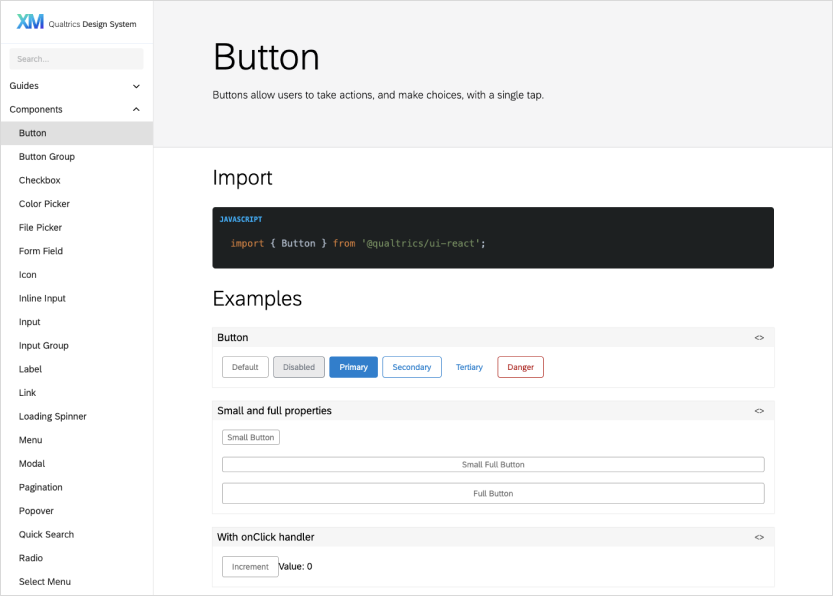 XM Qualtrics Design System
Search...
Guides
Components
Button
Button Group
Checkbox
Color Picker
File Picker
Form Field
Icon
Inline Input
Input
Input Group
Label
Link
Loading Spinner
Menu
Modal
Pagination
Popover
Quick Search
Radio
Select Menu
Button
Buttons allow users to take actions, and make choices, with a single tap.
Import
JAVASCRIPT
import { Button } from '@qualtrics/ui-react';
Examples
Button <>
Default Disabled Primary Secondary Tertiary Danger
Small and full properties <>
Small Button
Small Full Button
Full Button
With onClick handler <>
Increment Value: 0